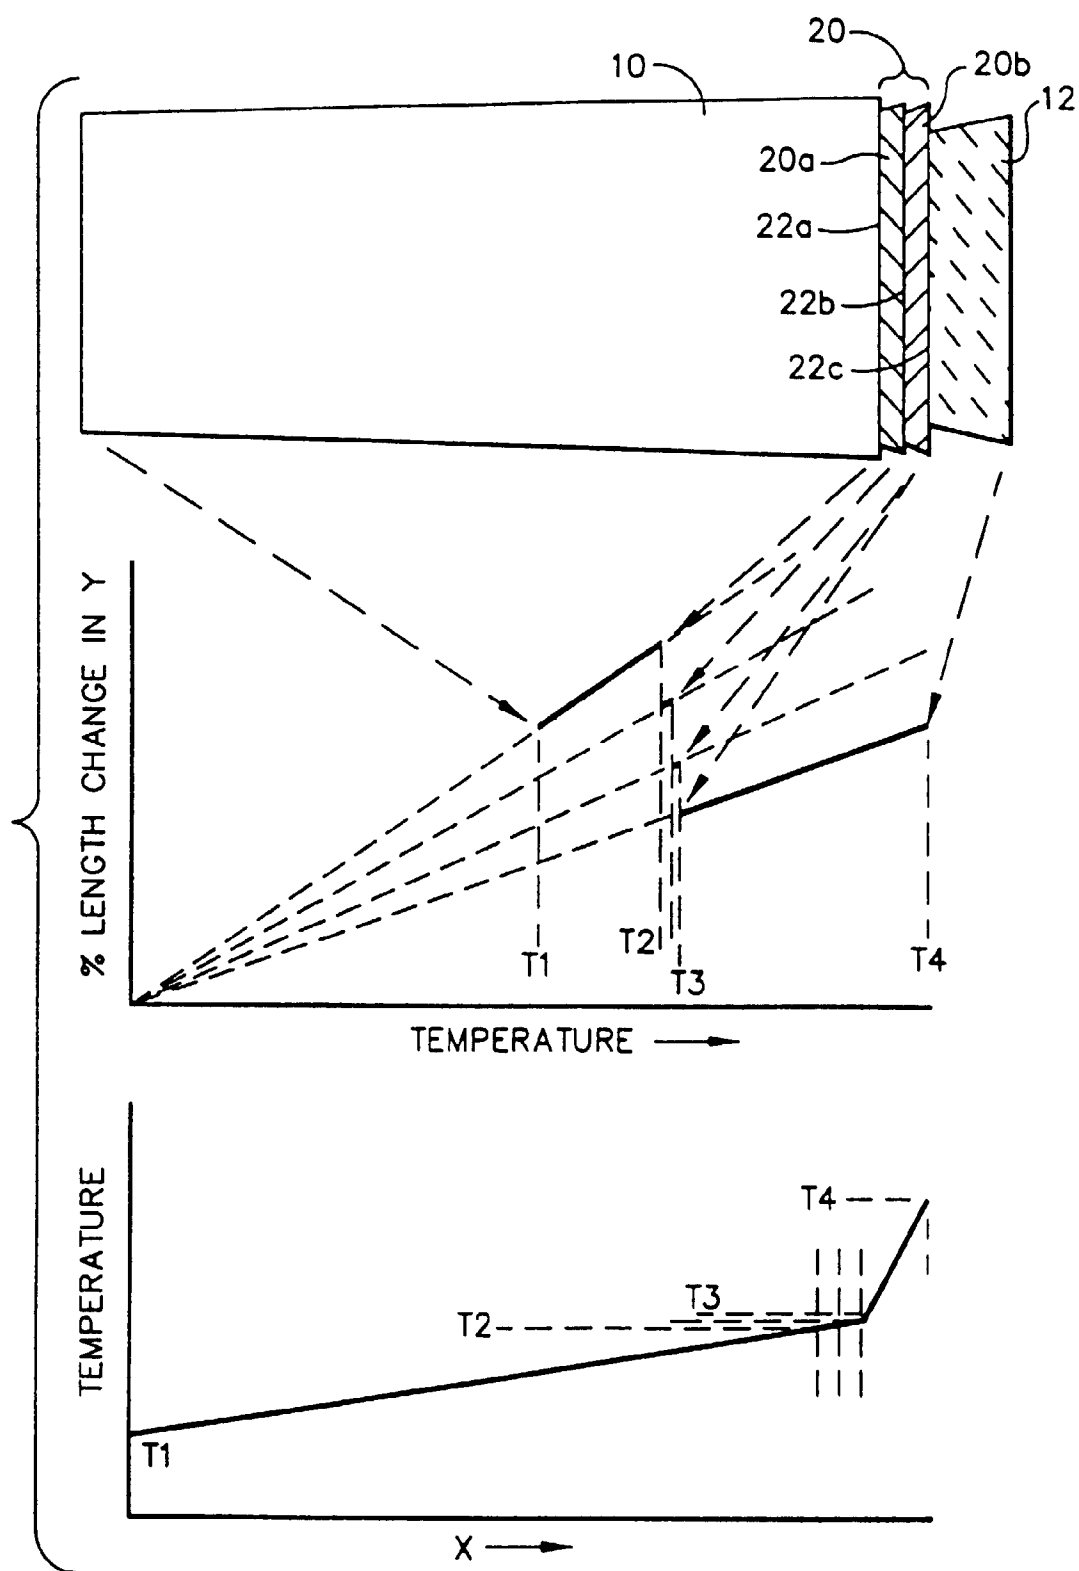 20
10
20b
12
20a
22a
22b
22c
% LENGTH CHANGE IN Y
T1
T2
T3
T4
TEMPERATURE
TEMPERATURE
T4
T3
T2
T1
X